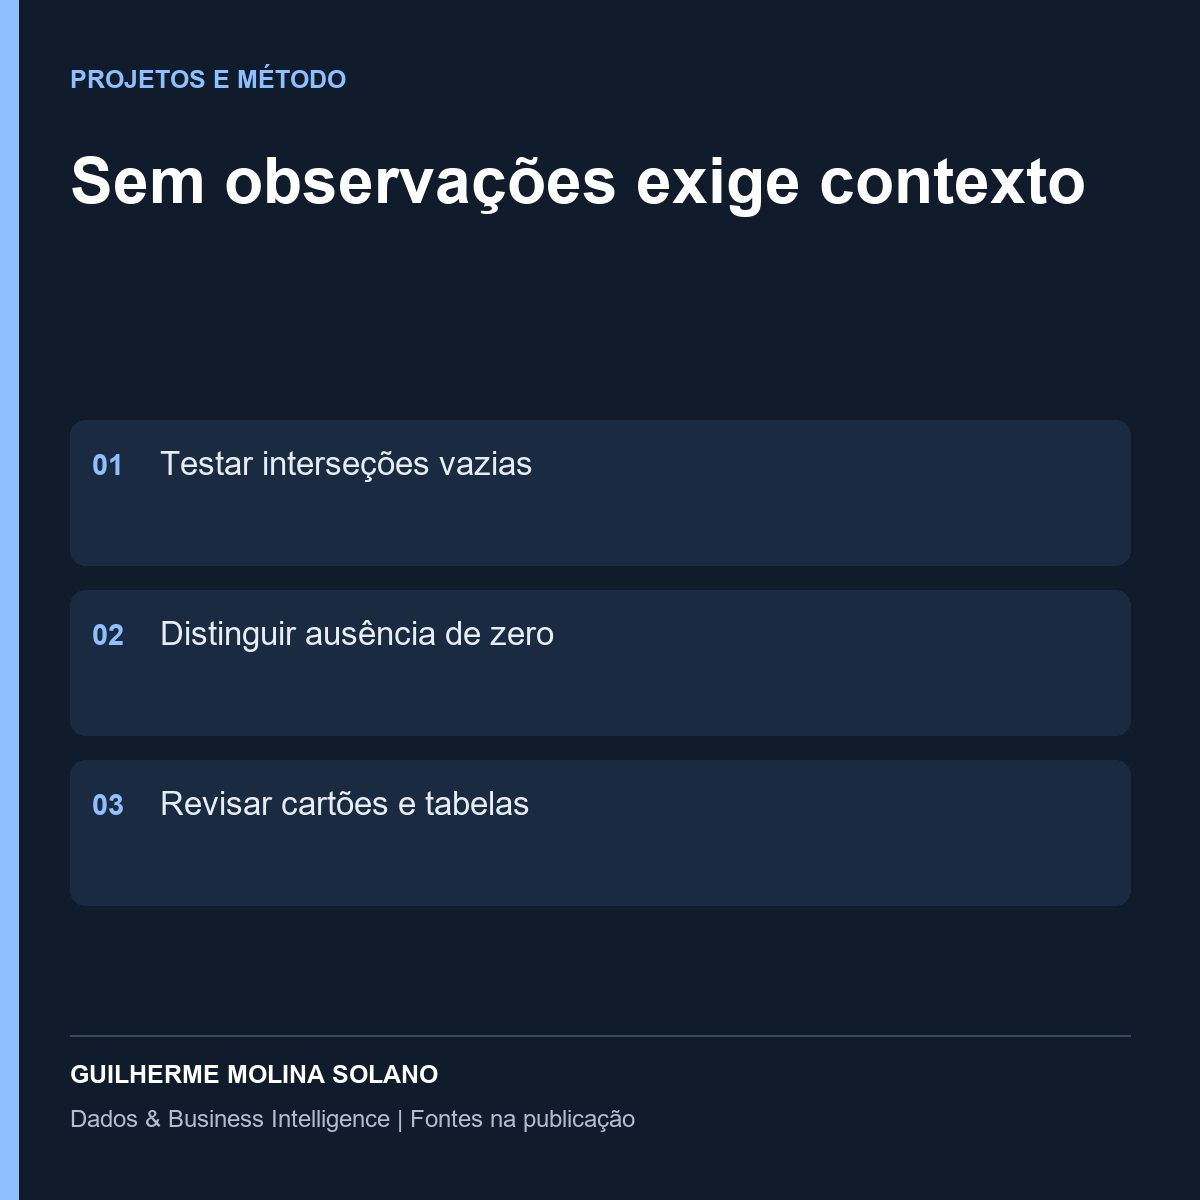 PROJETOS E MÉTODO
Sem observações exige contexto
01 Testar interseções vazias
02 Distinguir ausência de zero
03 Revisar cartões e tabelas
GUILHERME MOLINA SOLANO
Dados & Business Intelligence | Fontes na publicação